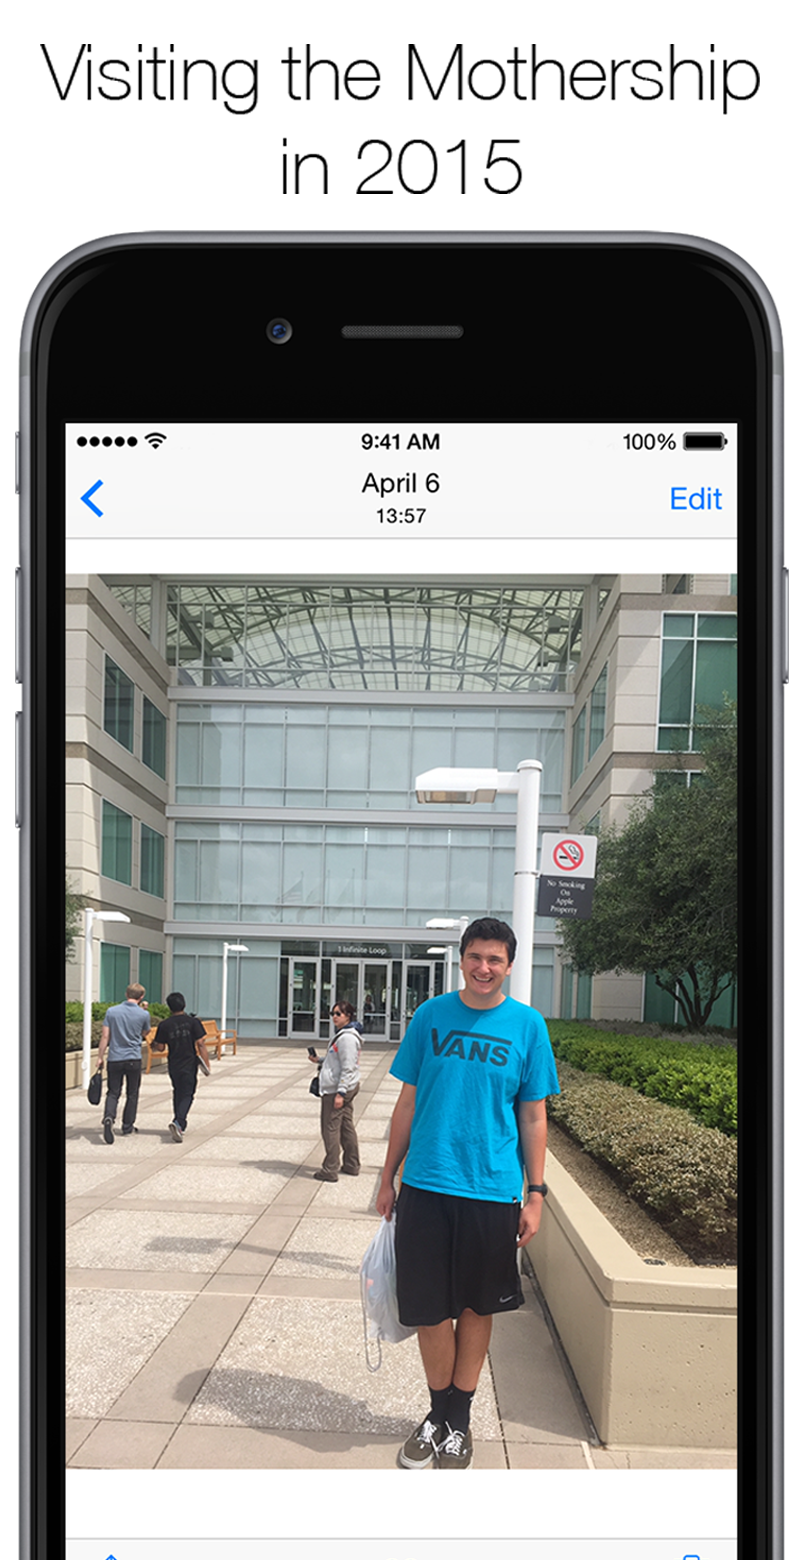 Visiting the Mothership
in 2015
9:41 AM
100%
April 6
13:57
Edit
No Smoking
On
Apple
Property
1 Infinite Loop
VANS